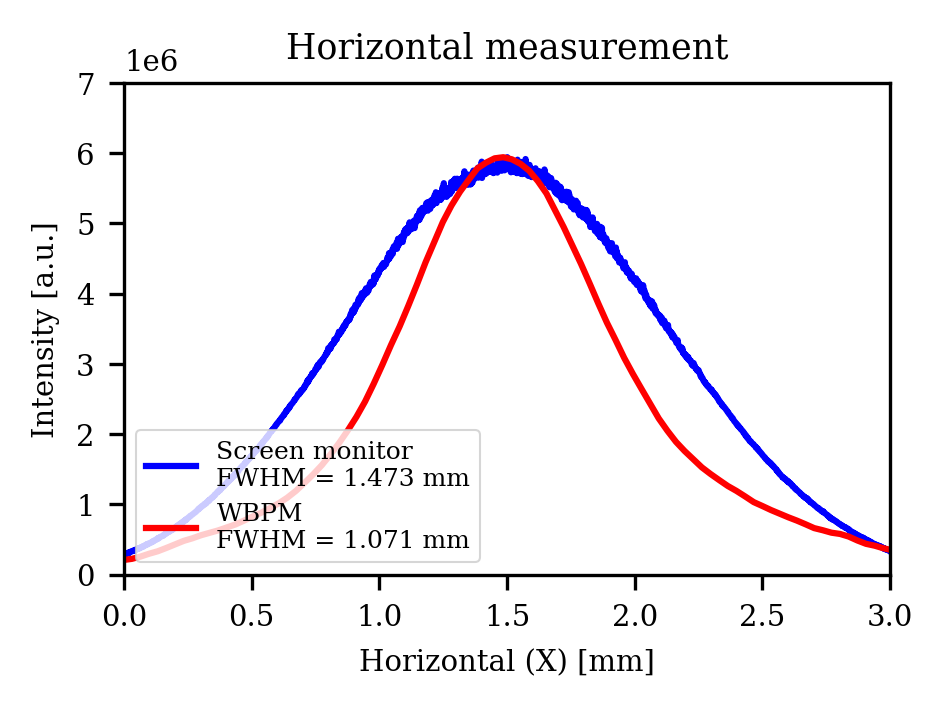 Horizontal measurement
1e6
7
6
5
4
3
2
1
0
Intensity [a.u.]
Screen monitor
FWHM = 1.473 mm
WBPM
FWHM = 1.071 mm
0.0 0.5 1.0 1.5 2.0 2.5 3.0
Horizontal (X) [mm]